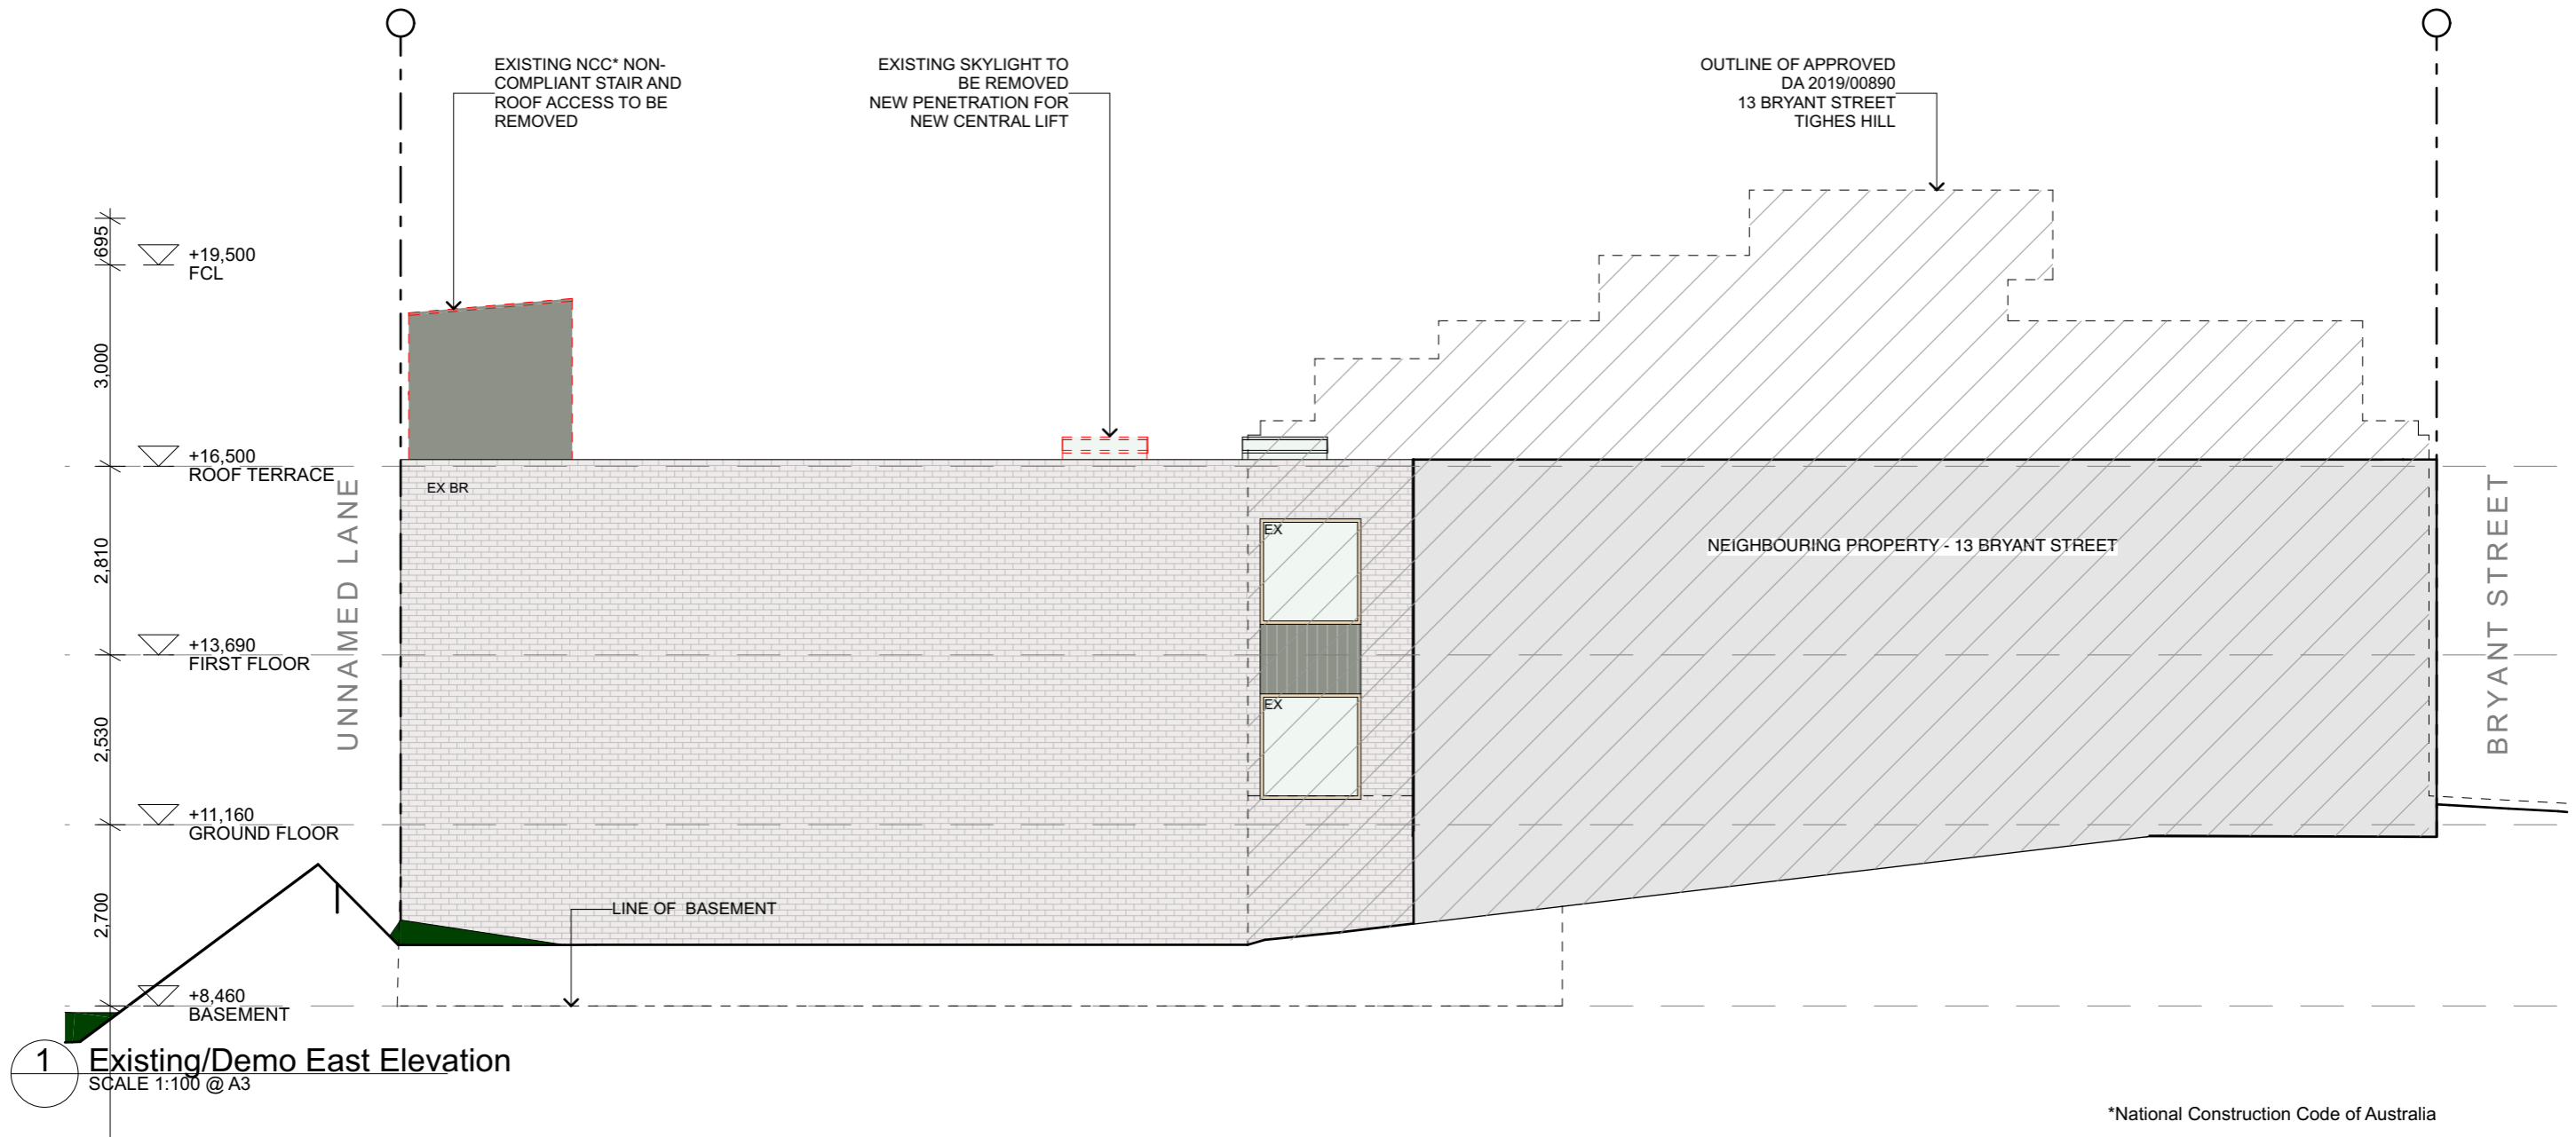 EXISTING NCC* NON-
COMPLIANT STAIR AND
ROOF ACCESS TO BE
REMOVED
EXISTING SKYLIGHT TO
BE REMOVED
NEW PENETRATION FOR
NEW CENTRAL LIFT
OUTLINE OF APPROVED
DA 2019/00890
13 BRYANT STREET
TIGHES HILL
695
+19,500
FCL
3,000
+16,500
ROOF TERRACE
2,810
+13,690
FIRST FLOOR
2,530
+11,160
GROUND FLOOR
2,700
+8,460
BASEMENT
UNNAMED LANE
EX BR
EX
EX
NEIGHBOURING PROPERTY - 13 BRYANT STREET
BRYANT STREET
LINE OF BASEMENT
1
Existing/Demo East Elevation
SCALE 1:100 @ A3
*National Construction Code of Australia